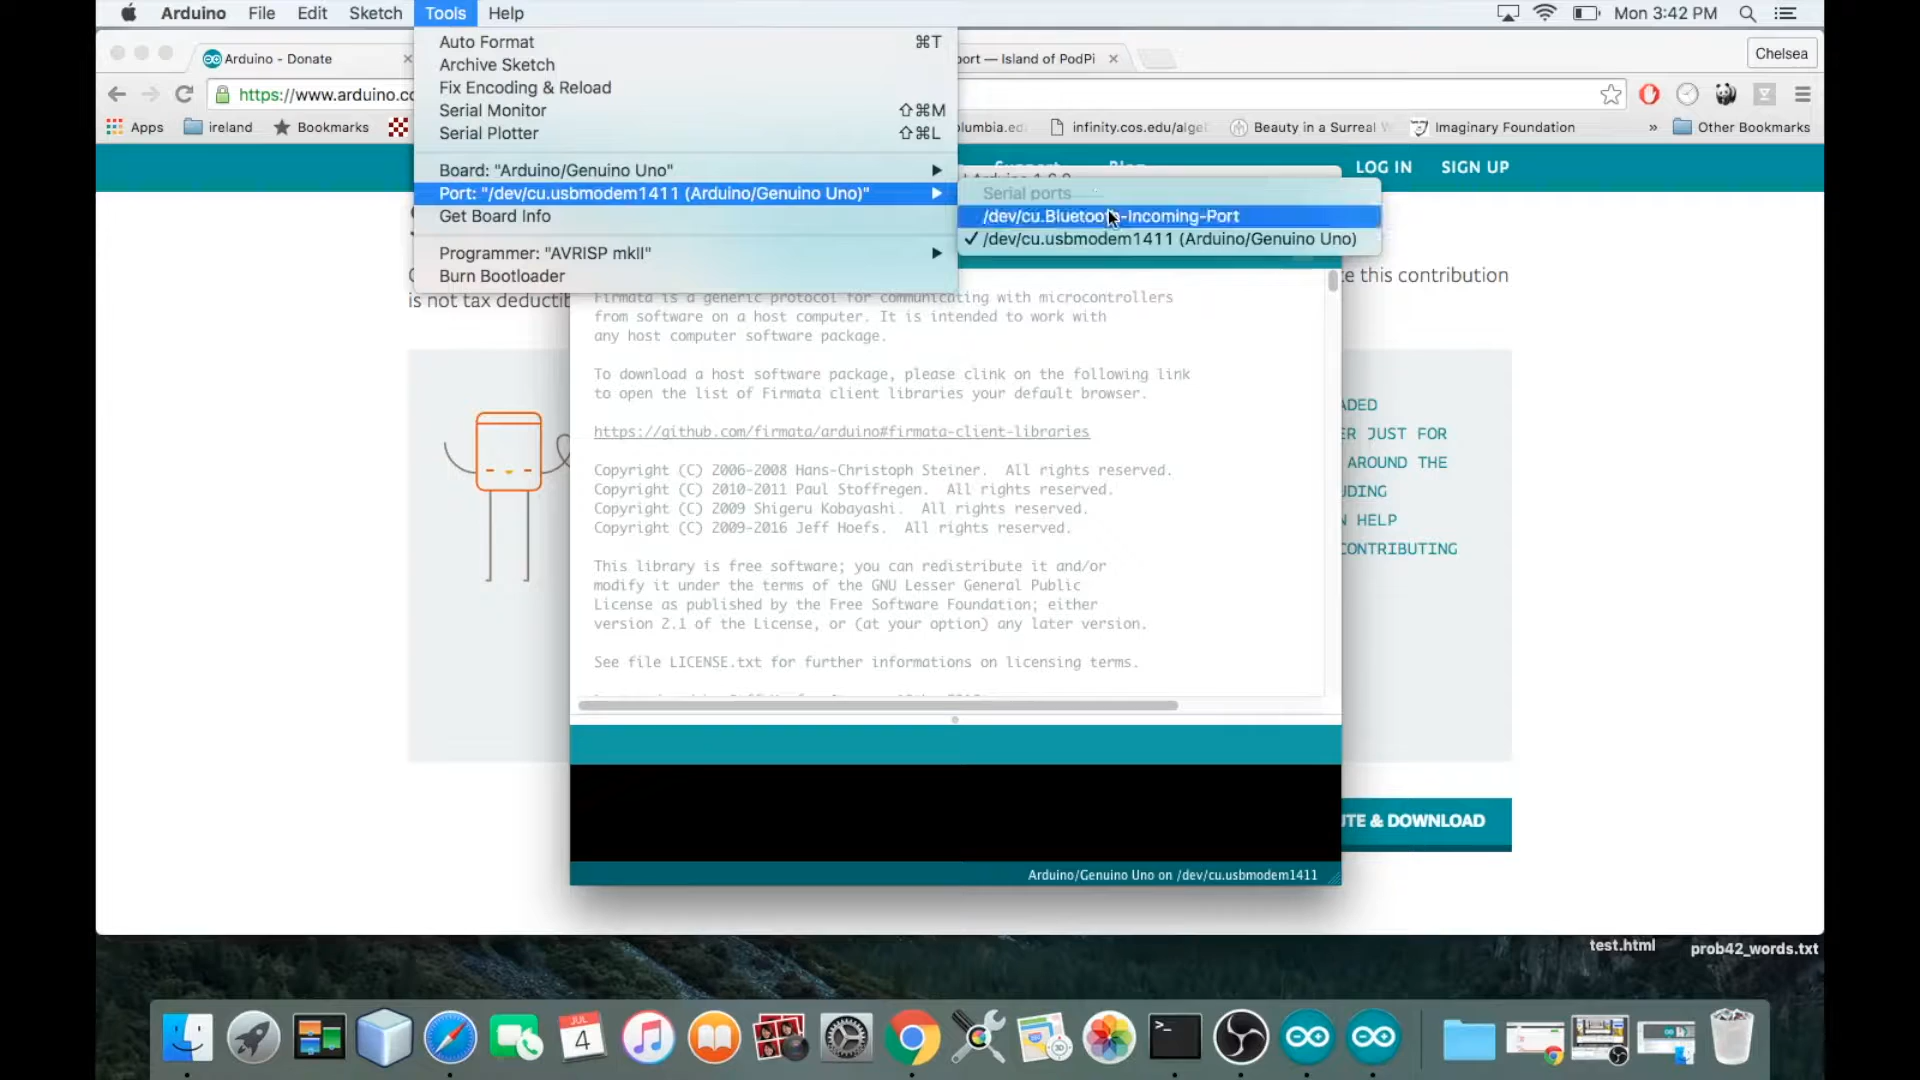 Arduino File Edit Sketch Tools Help Mon 3:42 PM
Auto Format ⌘T
Archive Sketch
Fix Encoding & Reload
Serial Monitor ⇧⌘M
Serial Plotter ⇧⌘L
Board: "Arduino/Genuino Uno"
Port: "/dev/cu.usbmodem1411 (Arduino/Genuino Uno)"
Get Board Info
Programmer: "AVRISP mkII"
Burn Bootloader
Serial ports
/dev/cu.Bluetooth-Incoming-Port
✓ /dev/cu.usbmodem1411 (Arduino/Genuino Uno)
Arduino - Donate
port — Island of PodPi
Chelsea
https://www.arduino.cc
Apps ireland Bookmarks olumbia.ed infinity.cos.edu/alge Beauty in a Surreal W Imaginary Foundation » Other Bookmarks
Support Blog LOG IN SIGN UP
te this contribution
is not tax deductib
Firmata is a generic protocol for communicating with microcontrollers
from software on a host computer. It is intended to work with
any host computer software package.
To download a host software package, please clink on the following link
to open the list of Firmata client libraries your default browser.
https://github.com/firmata/arduino#firmata-client-libraries
Copyright (C) 2006-2008 Hans-Christoph Steiner. All rights reserved.
Copyright (C) 2010-2011 Paul Stoffregen. All rights reserved.
Copyright (C) 2009 Shigeru Kobayashi. All rights reserved.
Copyright (C) 2009-2016 Jeff Hoefs. All rights reserved.
This library is free software; you can redistribute it and/or
modify it under the terms of the GNU Lesser General Public
License as published by the Free Software Foundation; either
version 2.1 of the License, or (at your option) any later version.
See file LICENSE.txt for further informations on licensing terms.
ADED
R JUST FOR
AROUND THE
DING
HELP
CONTRIBUTING
TE & DOWNLOAD
Arduino/Genuino Uno on /dev/cu.usbmodem1411
test.html
prob42_words.txt
JUL
4